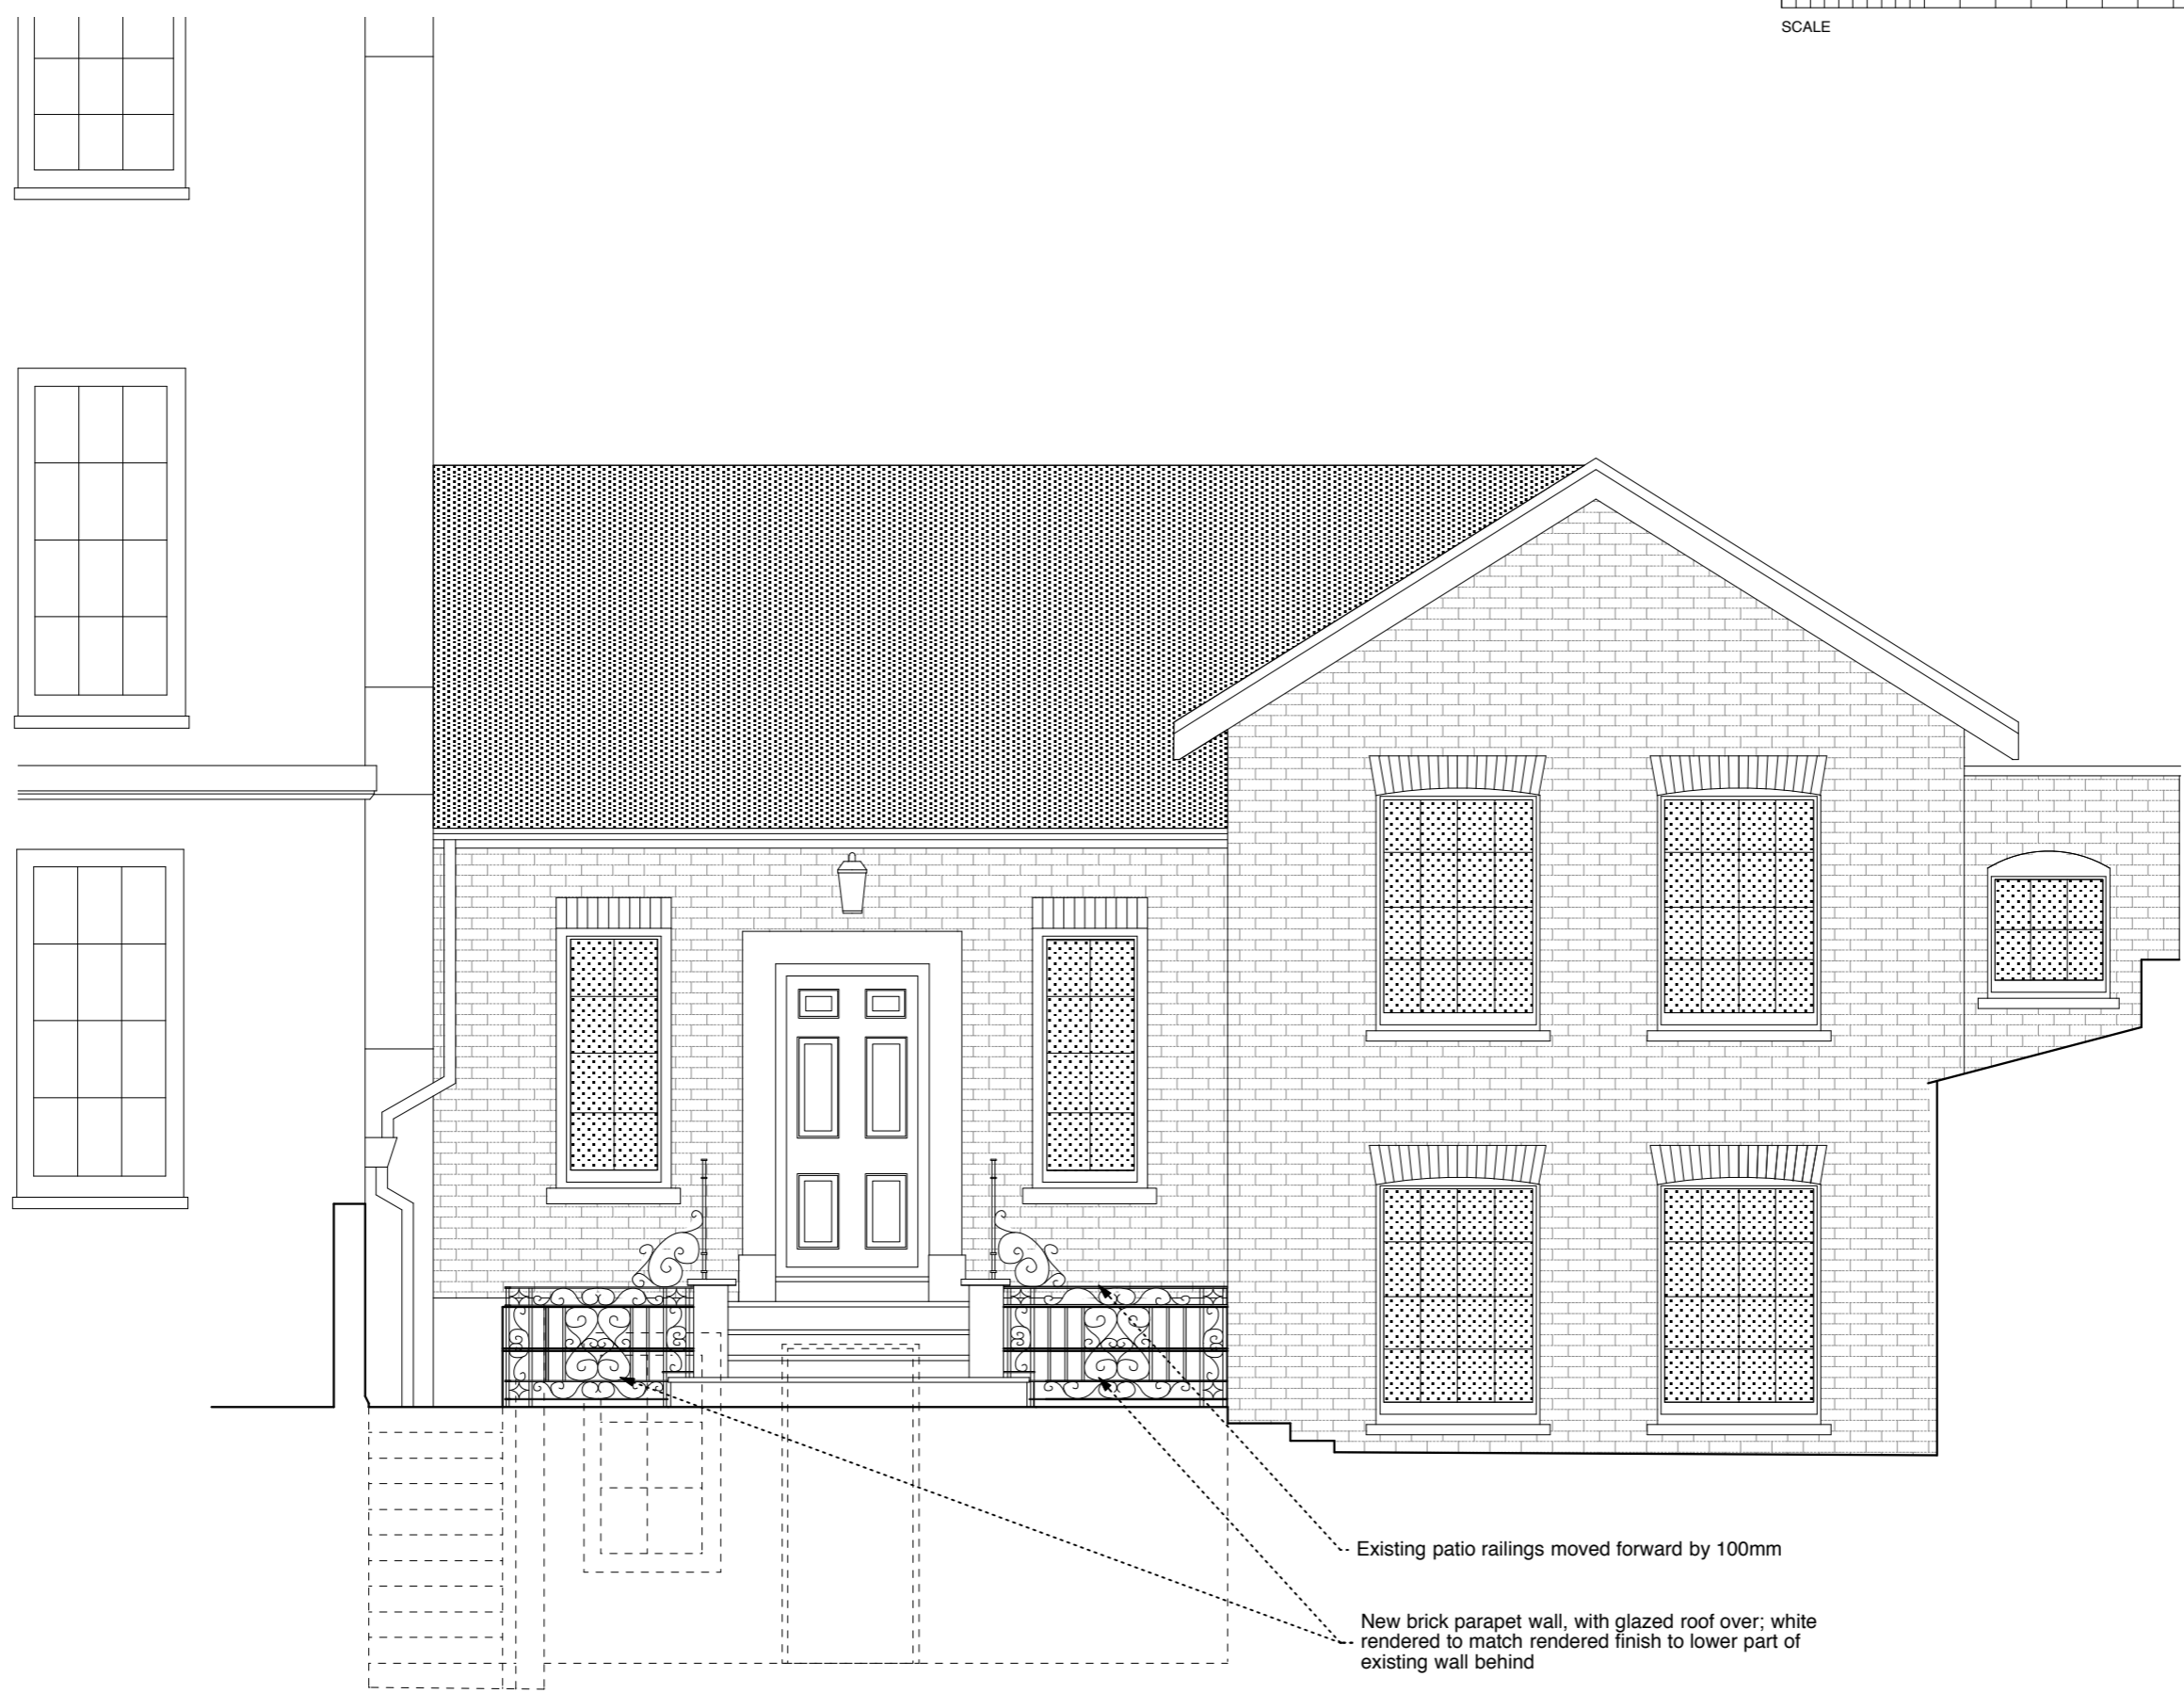 SCALE
Existing patio railings moved forward by 100mm
New brick parapet wall, with glazed roof over; white
rendered to match rendered finish to lower part of
existing wall behind